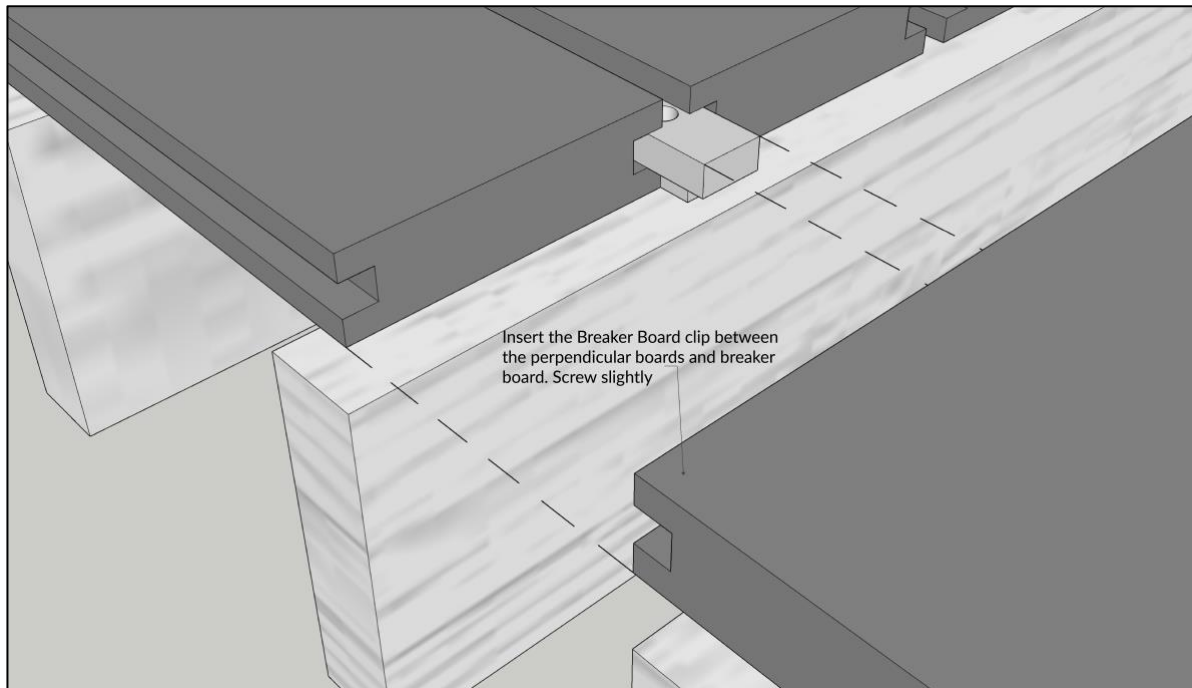 Insert the Breaker Board clip between
the perpendicular boards and breaker
board. Screw slightly